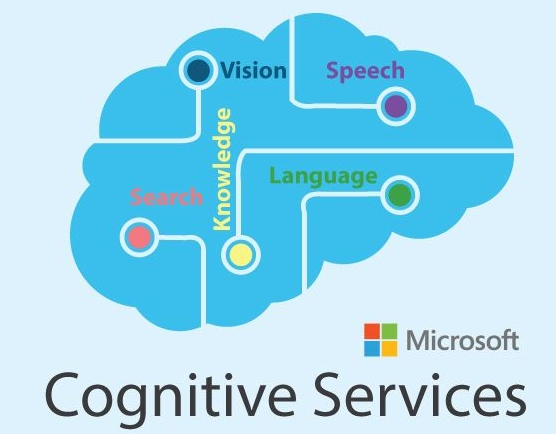 Vision
Speech
Knowledge
Language
Search
Microsoft
Cognitive Services